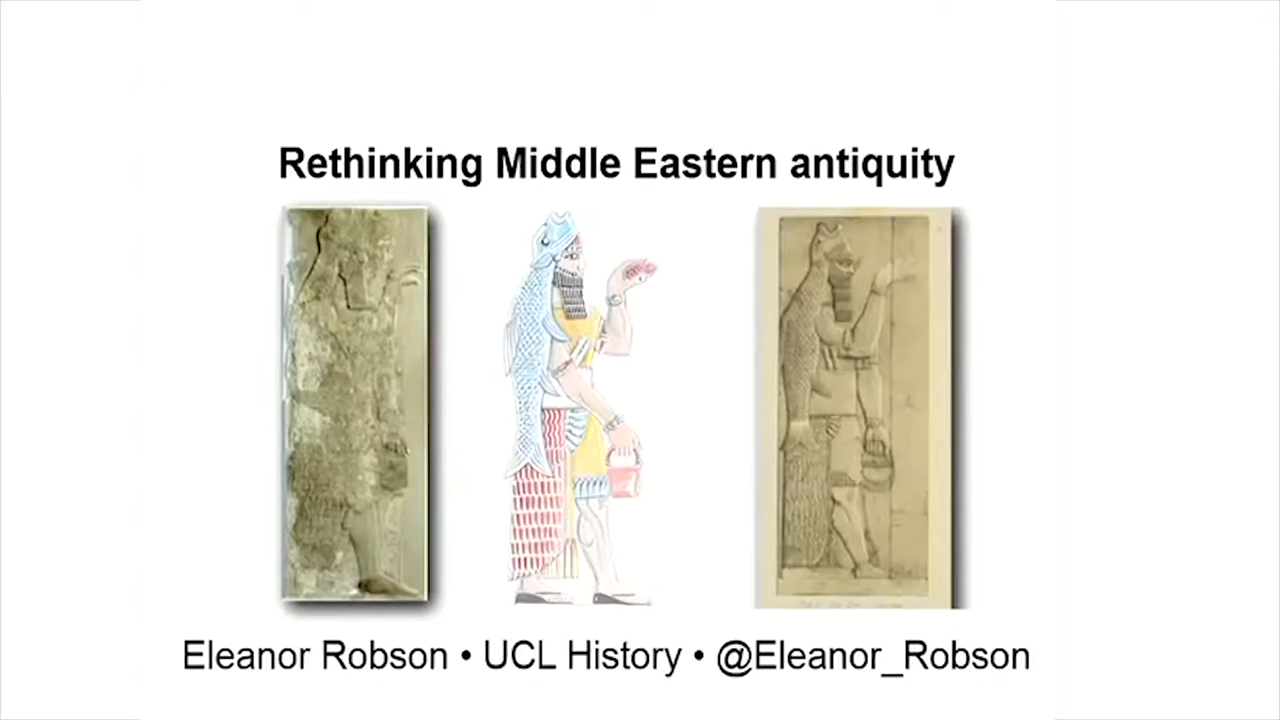 Rethinking Middle Eastern antiquity
Eleanor Robson • UCL History • @Eleanor_Robson